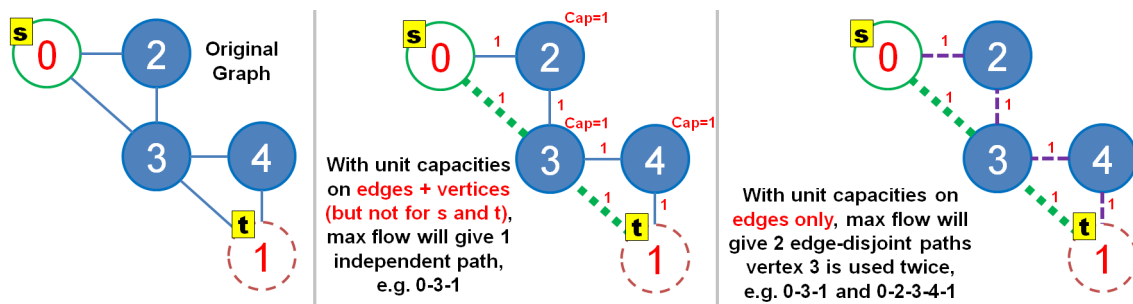 s
0
2
Original
Graph
3
4
t
1
Cap=1
s
0
1
2
1
1
Cap=1
Cap=1
3
1
4
1
1
t
1
With unit capacities
on edges + vertices
(but not for s and t),
max flow will give 1
independent path,
e.g. 0-3-1
s
0
1
2
1
1
3
1
4
1
1
t
1
With unit capacities on
edges only, max flow will
give 2 edge-disjoint paths
vertex 3 is used twice,
e.g. 0-3-1 and 0-2-3-4-1